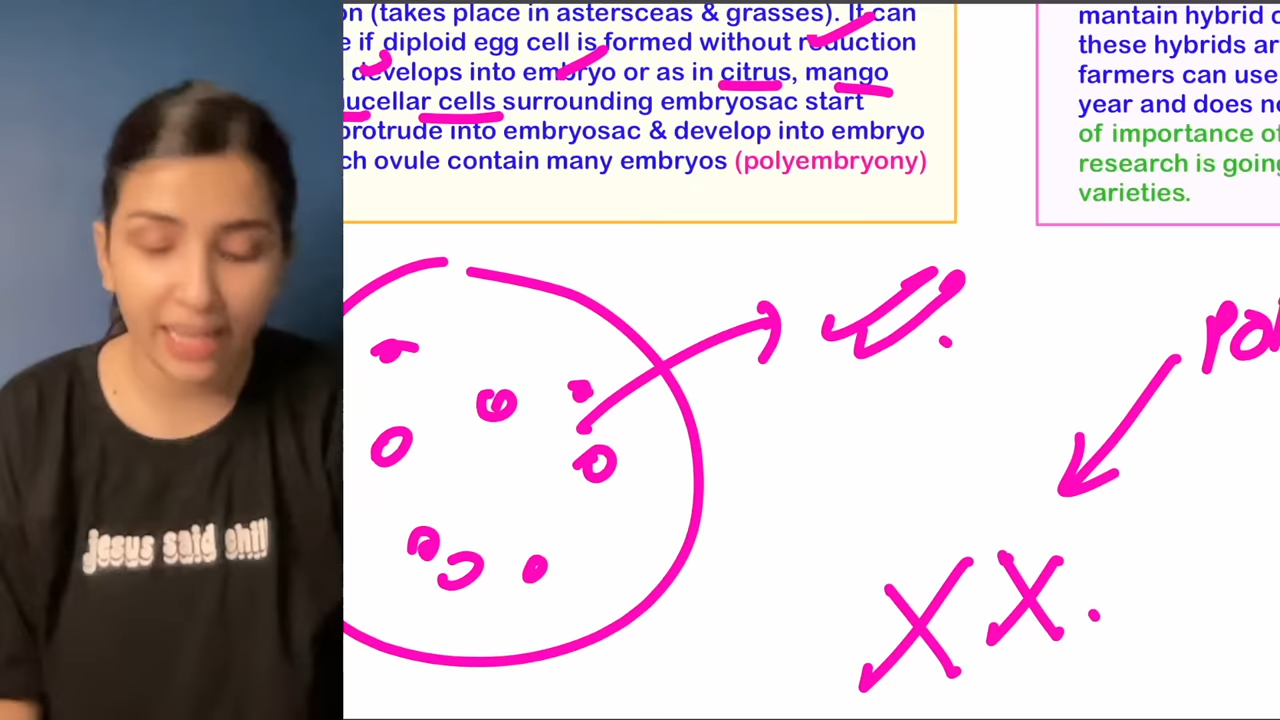 on (takes place in astersceas & grasses). It can
e if diploid egg cell is formed without reduction
develops into embryo or as in citrus, mango
nucellar cells surrounding embryosac start
protrude into embryosac & develop into embryo
ch ovule contain many embryos (polyembryony)
mantain hybrid
these hybrids ar
farmers can use
year and does
of importance of
research is going
varieties.
jesus said chill